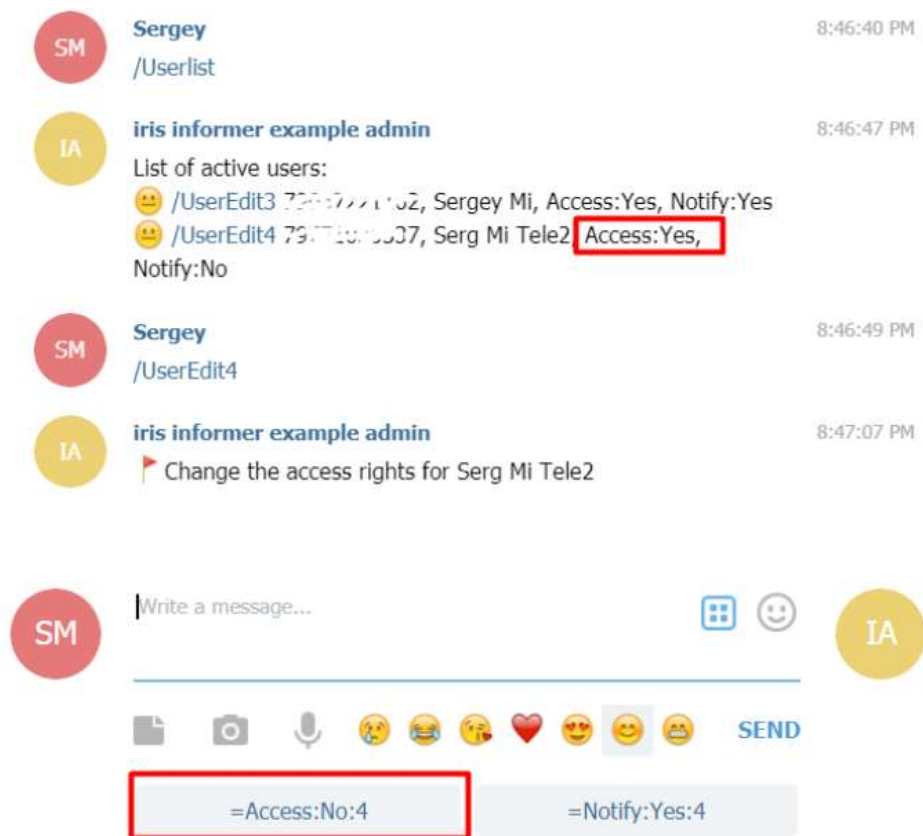 SM
Sergey
8:46:40 PM
/Userlist
IA
iris informer example admin
8:46:47 PM
List of active users:
/UserEdit3 Sergey Mi, Access:Yes, Notify:Yes
/UserEdit4 Serg Mi Tele2, Access:Yes,
Notify:No
SM
Sergey
8:46:49 PM
/UserEdit4
IA
iris informer example admin
8:47:07 PM
Change the access rights for Serg Mi Tele2
SM
Write a message...
IA
SEND
=Access:No:4
=Notify:Yes:4